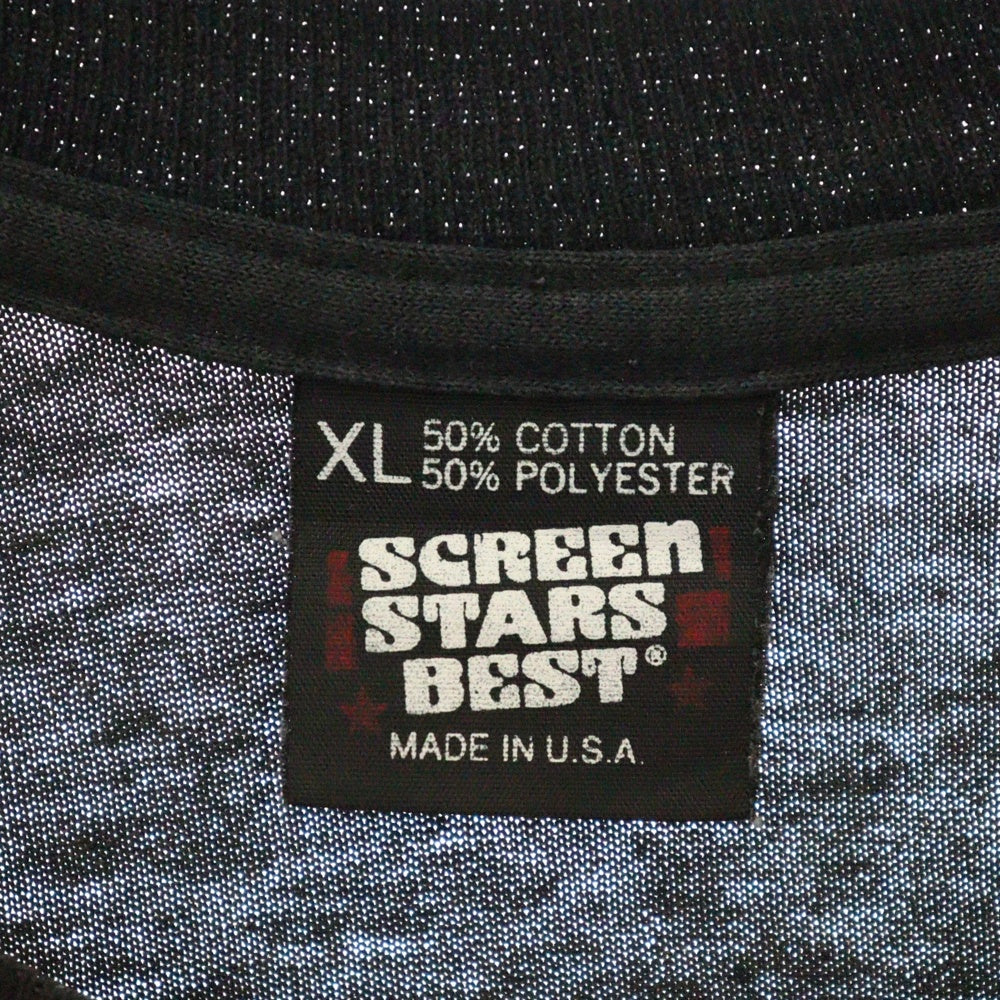 XL 50% COTTON
50% POLYESTER
SCREEN
STARS
BEST®
MADE IN U.S.A.